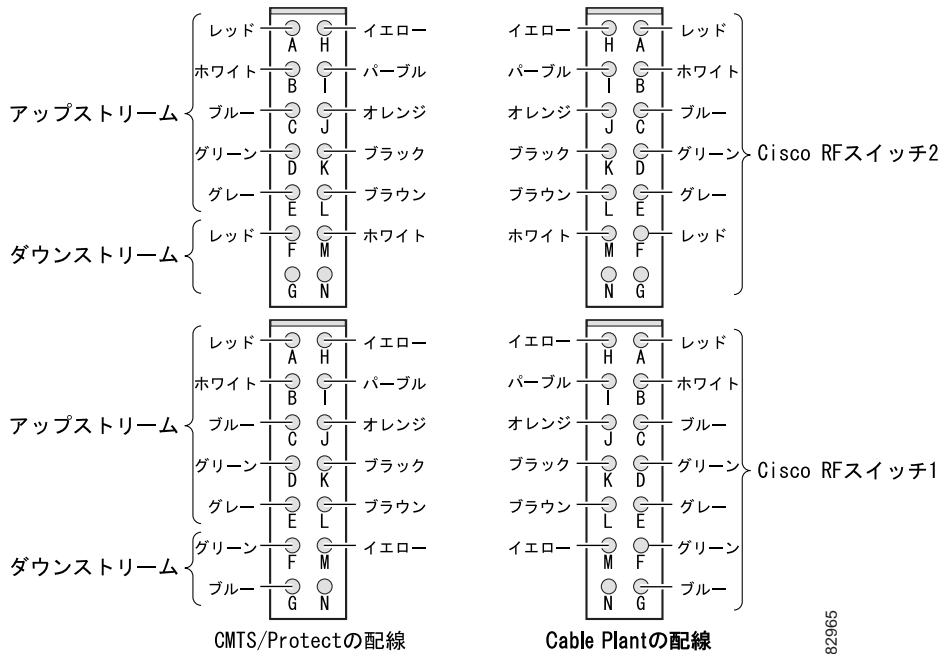 レッド A H イエロー
ホワイト B I パープル
ブルー C J オレンジ
グリーン D K ブラック
グレー E L ブラウン
アップストリーム
レッド F M ホワイト
G N
ダウンストリーム
イエロー H A レッド
パープル I B ホワイト
オレンジ J C ブルー
ブラック K D グリーン
ブラウン L E グレー
ホワイト M F レッド
N G
Cisco RFスイッチ2
レッド A H イエロー
ホワイト B I パープル
ブルー C J オレンジ
グリーン D K ブラック
グレー E L ブラウン
アップストリーム
グリーン F M イエロー
ブルー G N
ダウンストリーム
イエロー H A レッド
パープル I B ホワイト
オレンジ J C ブルー
ブラック K D グリーン
ブラウン L E グレー
イエロー M F グリーン
N G ブルー
Cisco RFスイッチ1
CMTS/Protectの配線
Cable Plantの配線
82965